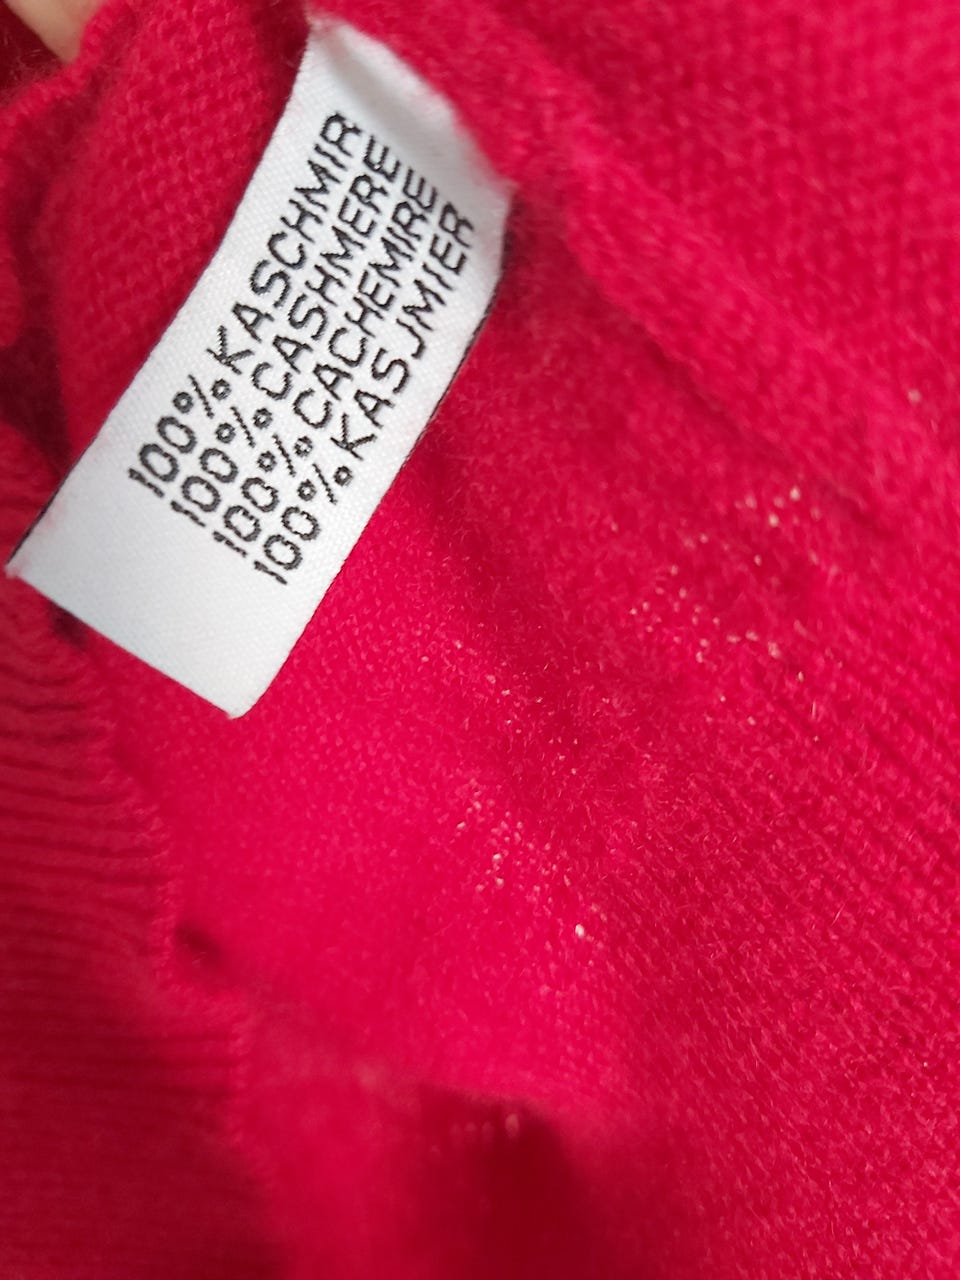 100% KASCHMIR
100% CASHMERE
100% CACHEMIRE
100% KASJMIER